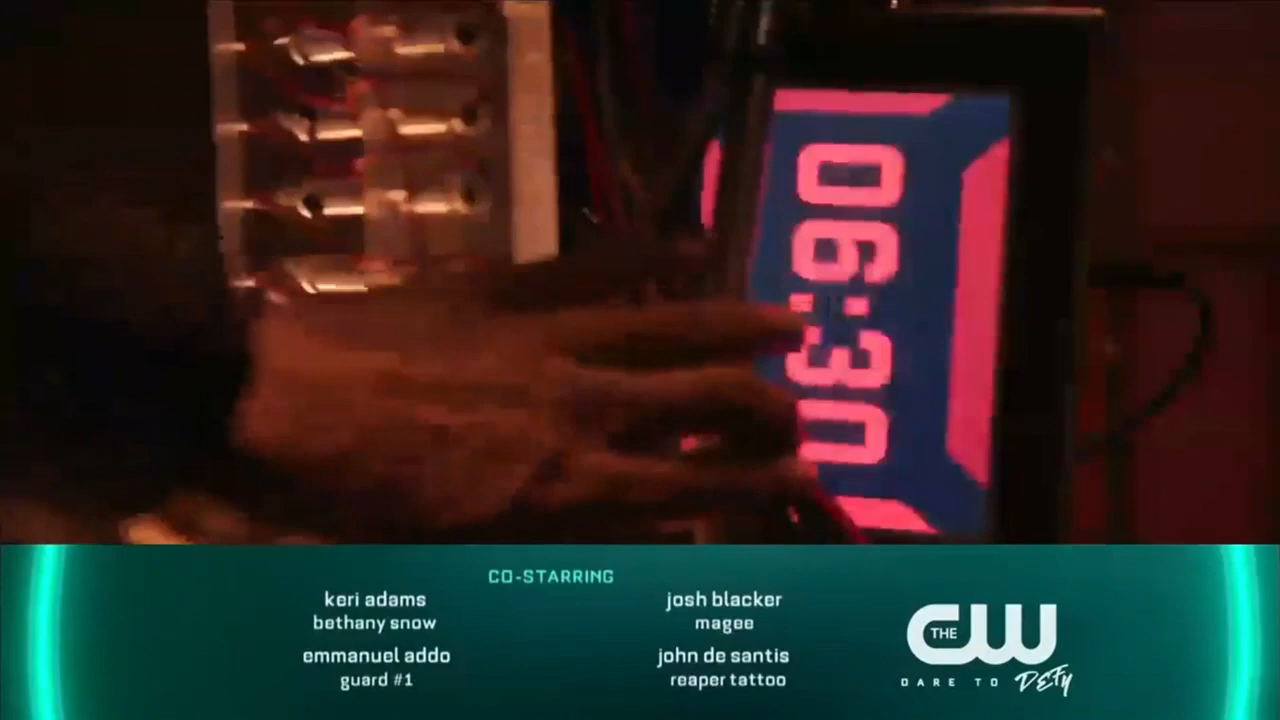 06:30
CO-STARRING
keri adams
bethany snow
emmanuel addo
guard #1
josh blacker
magee
john de santis
reaper tattoo
THE CW
DARE TO DEFY